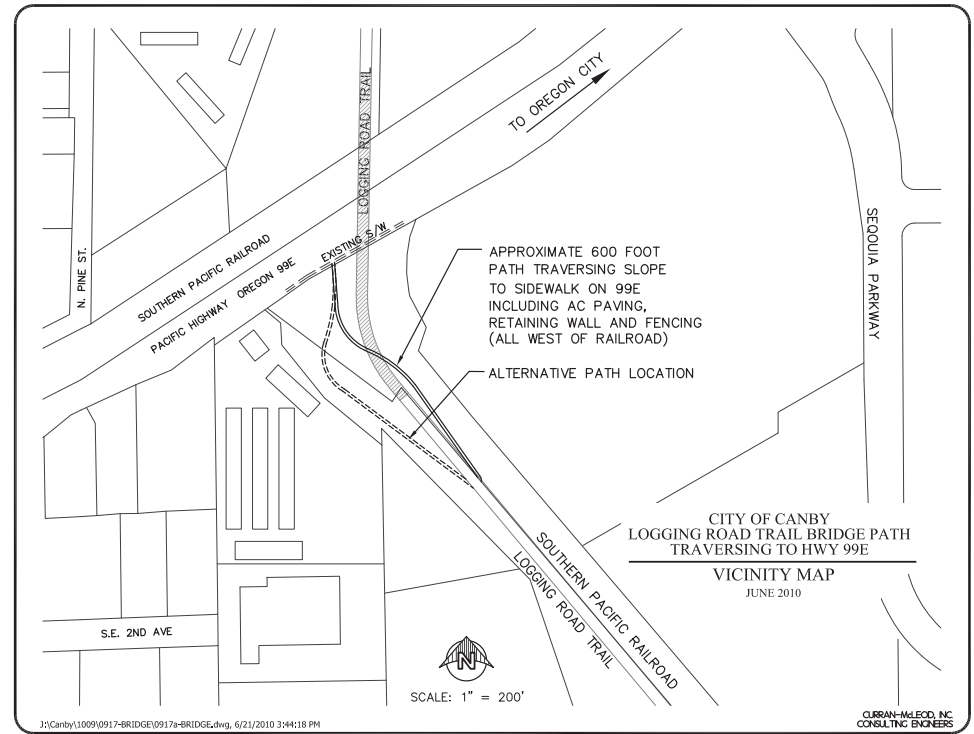 LOGGING ROAD TRAIL
TO OREGON CITY
N. PINE ST.
SOUTHERN PACIFIC RAILROAD
PACIFIC HIGHWAY OREGON 99E
EXISTING S/W
SEQOUIA PARKWAY
APPROXIMATE 600 FOOT
PATH TRAVERSING SLOPE
TO SIDEWALK ON 99E
INCLUDING AC PAVING,
RETAINING WALL AND FENCING
(ALL WEST OF RAILROAD)
ALTERNATIVE PATH LOCATION
SOUTHERN PACIFIC RAILROAD
LOGGING ROAD TRAIL
S.E. 2ND AVE
N
SCALE: 1" = 200'
CITY OF CANBY
LOGGING ROAD TRAIL BRIDGE PATH
TRAVERSING TO HWY 99E
VICINITY MAP
JUNE 2010
J:\Canby\1009\0917-BRIDGE\0917a-BRIDGE.dwg, 6/21/2010 3:44:18 PM
CURRAN-McLEOD, INC.
CONSULTING ENGINEERS